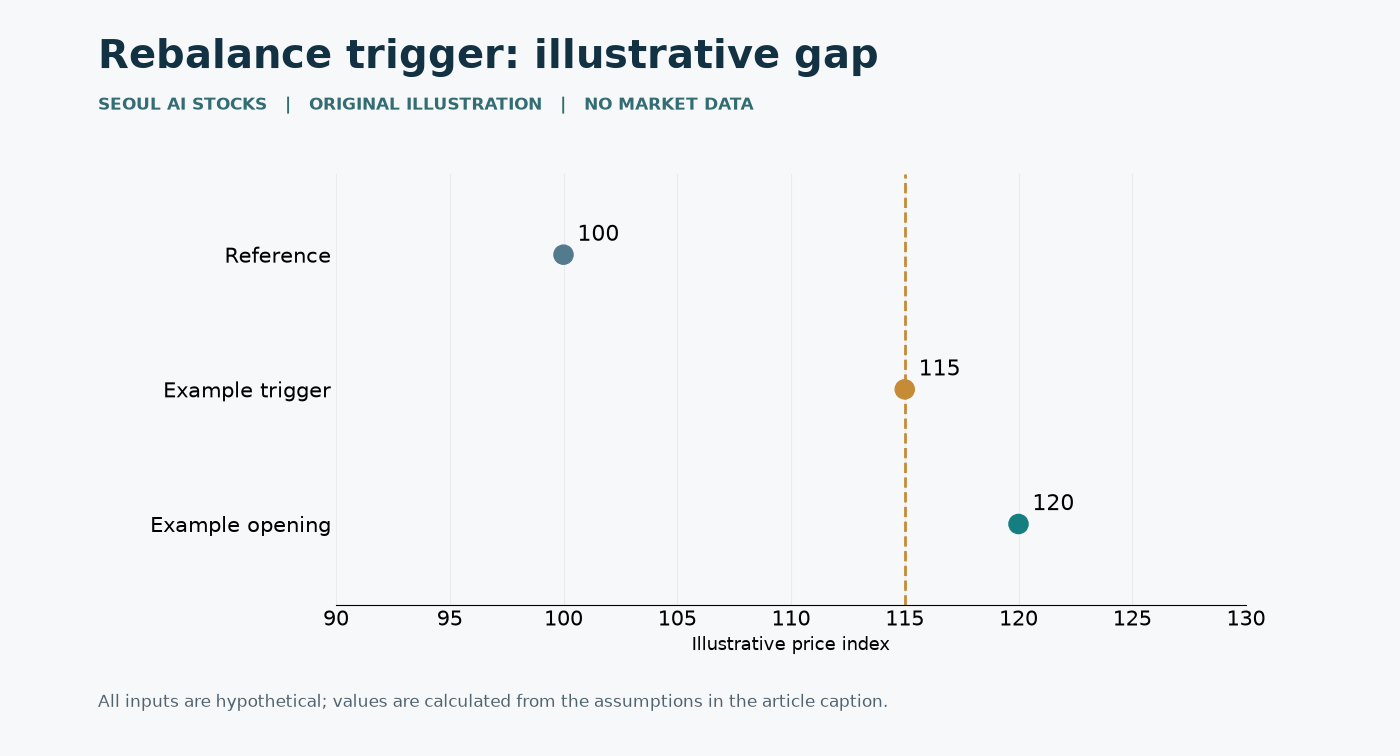 Rebalance trigger: illustrative gap
SEOUL AI STOCKS | ORIGINAL ILLUSTRATION | NO MARKET DATA
100
Reference
115
Example trigger
120
Example opening
90 95 100 105 110 115 120 125 130
Illustrative price index
All inputs are hypothetical; values are calculated from the assumptions in the article caption.